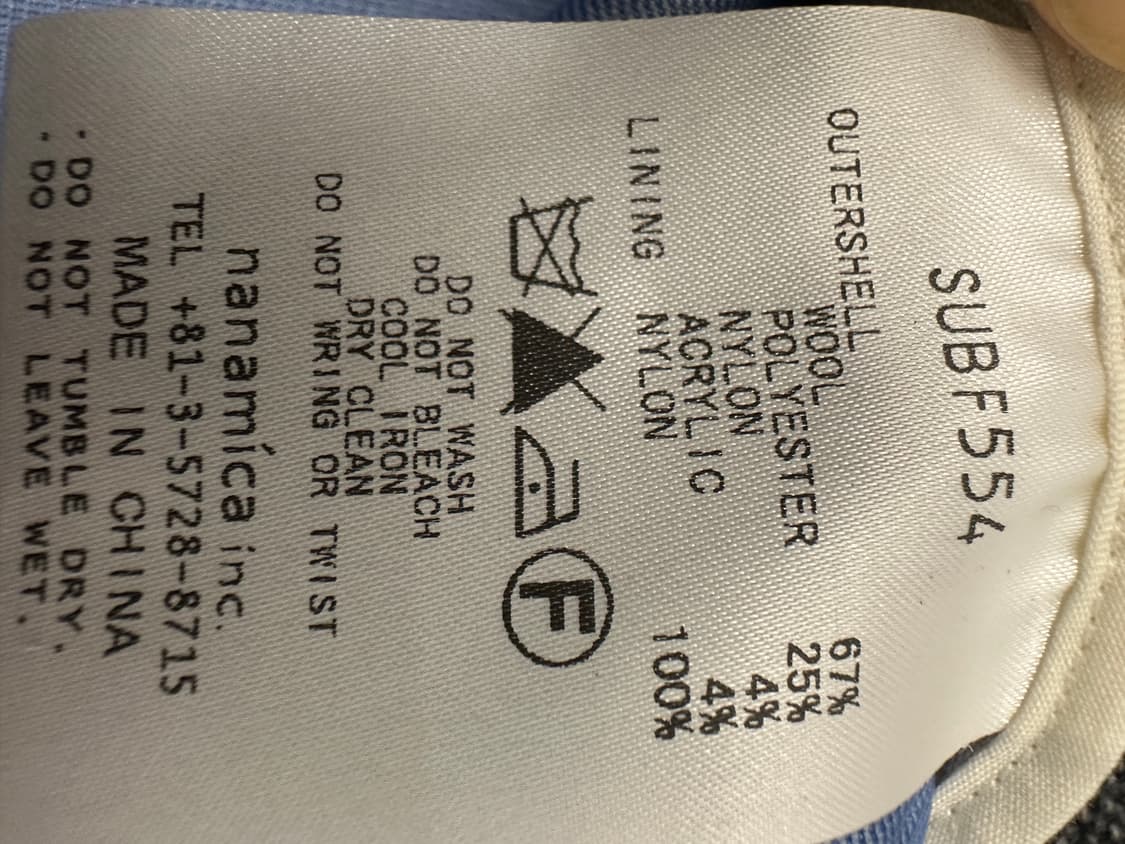 SUBF554
OUTERSHELL
WOOL 67%
POLYESTER 25%
NYLON 4%
ACRYLIC 4%
LINING NYLON 100%
F
DO NOT WASH
DO NOT BLEACH
COOL IRON
DRY CLEAN
DO NOT WRING OR TWIST
nanamíca inc.
TEL +81-3-5728-8715
MADE IN CHINA
・DO NOT TUMBLE DRY.
・DO NOT LEAVE WET.